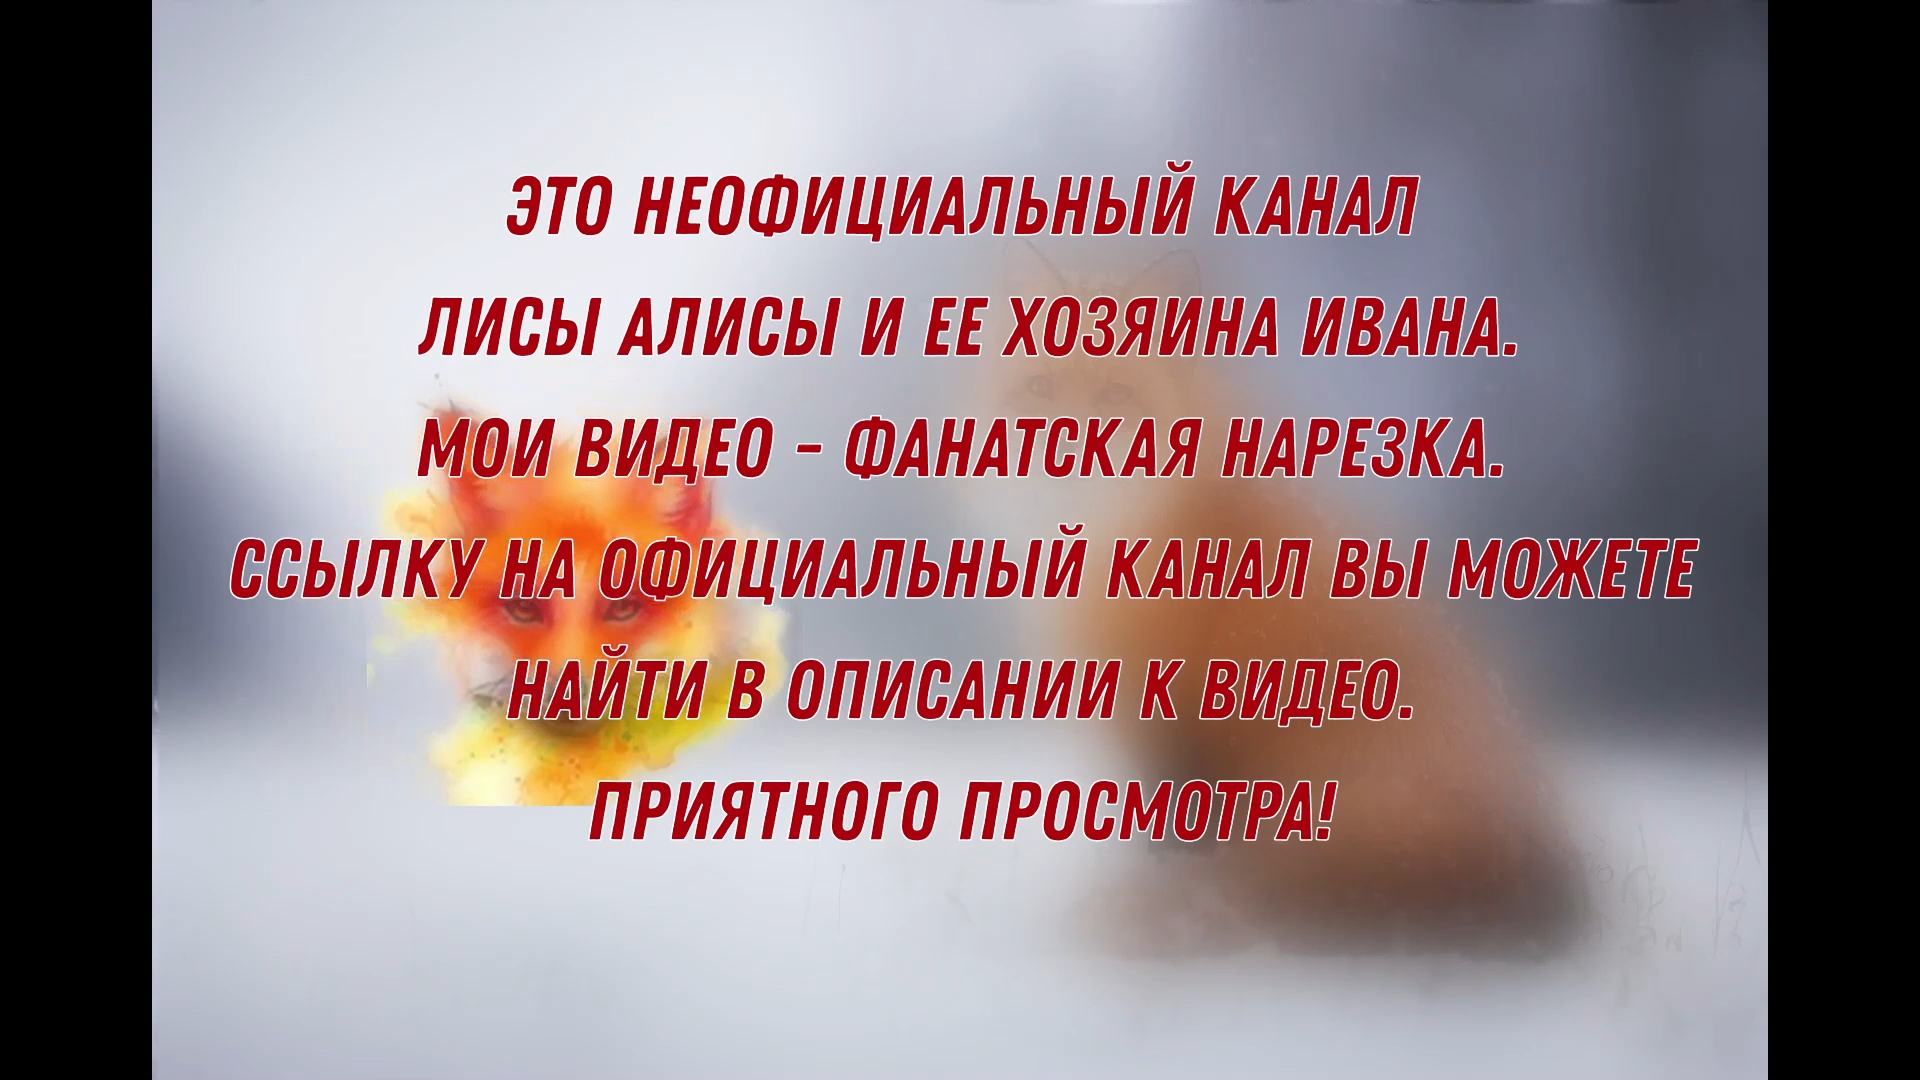 ЭТО НЕОФИЦИАЛЬНЫЙ КАНАЛ
ЛИСЫ АЛИСЫ И ЕЕ ХОЗЯИНА ИВАНА.
МОИ ВИДЕО - ФАНАТСКАЯ НАРЕЗКА.
ССЫЛКУ НА ОФИЦИАЛЬНЫЙ КАНАЛ ВЫ МОЖЕТЕ
НАЙТИ В ОПИСАНИИ К ВИДЕО.
ПРИЯТНОГО ПРОСМОТРА!